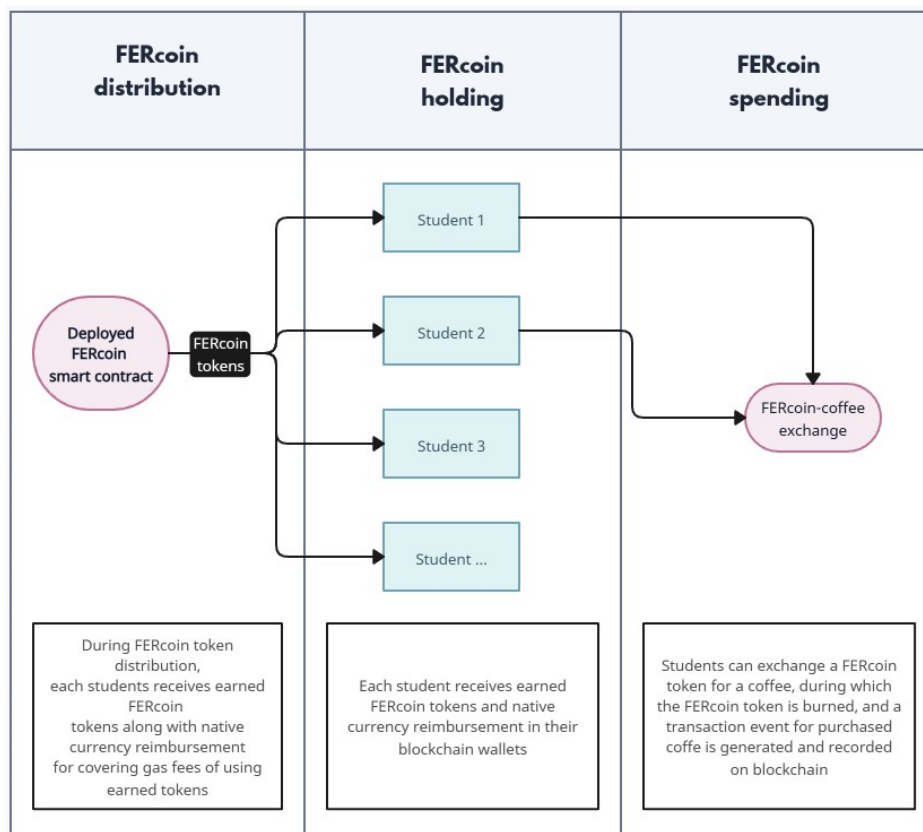 FERcoin
distribution
FERcoin
holding
FERcoin
spending
Student 1
Deployed
FERcoin
smart contract
FERcoin
tokens
Student 2
Student 3
Student ...
FERcoin-coffee
exchange
During FERcoin token
distribution,
each students receives earned
FERcoin
tokens along with native
currency reimbursement
for covering gas fees of using
earned tokens
Each student receives earned
FERcoin tokens and native
currency reimbursement in their
blockchain wallets
Students can exchange a FERcoin
token for a coffee, during which
the FERcoin token is burned, and a
transaction event for purchased
coffe is generated and recorded
on blockchain